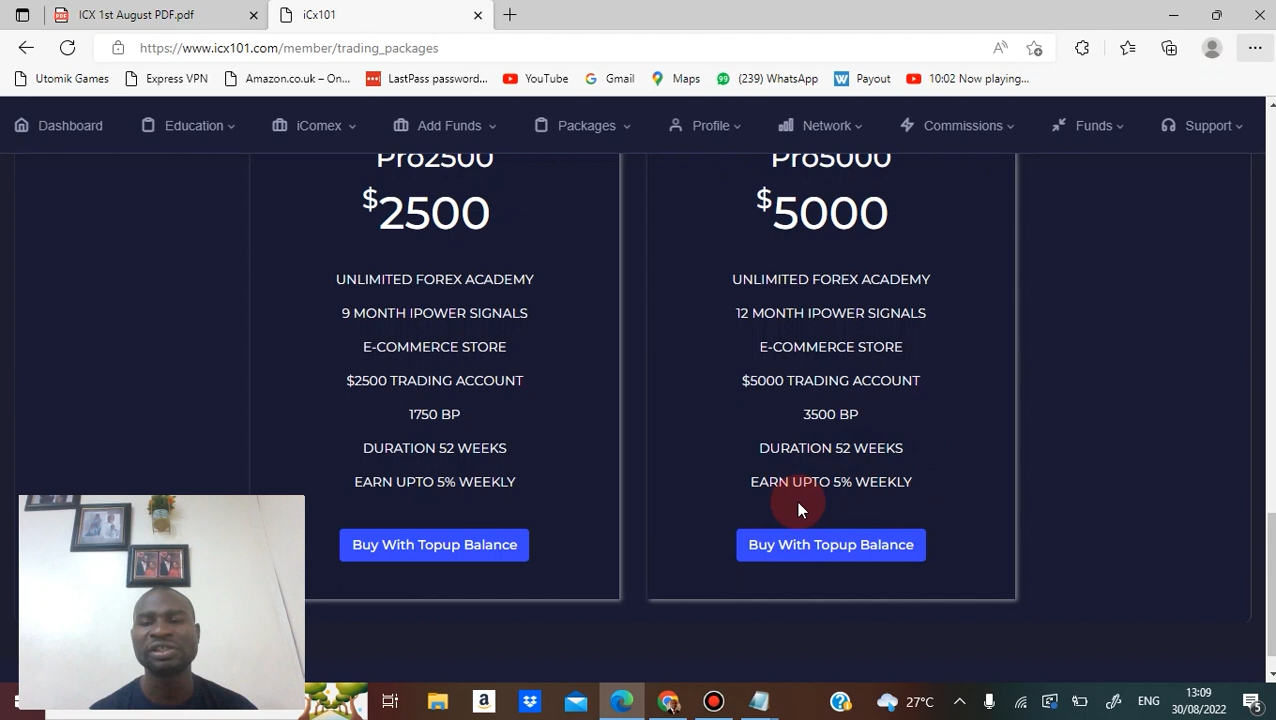 ICX 1st August PDF.pdf
iCx101
https://www.icx101.com/member/trading_packages
Utomik Games
Express VPN
Amazon.co.uk – On...
LastPass password...
YouTube
Gmail
Maps
(239) WhatsApp
Payout
10:02 Now playing...
Dashboard
Education
iComex
Add Funds
Packages
Profile
Network
Commissions
Funds
Support
Pro2500
$2500
UNLIMITED FOREX ACADEMY
9 MONTH IPOWER SIGNALS
E-COMMERCE STORE
$2500 TRADING ACCOUNT
1750 BP
DURATION 52 WEEKS
EARN UPTO 5% WEEKLY
Buy With Topup Balance
Pro5000
$5000
UNLIMITED FOREX ACADEMY
12 MONTH IPOWER SIGNALS
E-COMMERCE STORE
$5000 TRADING ACCOUNT
3500 BP
DURATION 52 WEEKS
EARN UPTO 5% WEEKLY
Buy With Topup Balance
27°C
ENG
13:09
30/08/2022